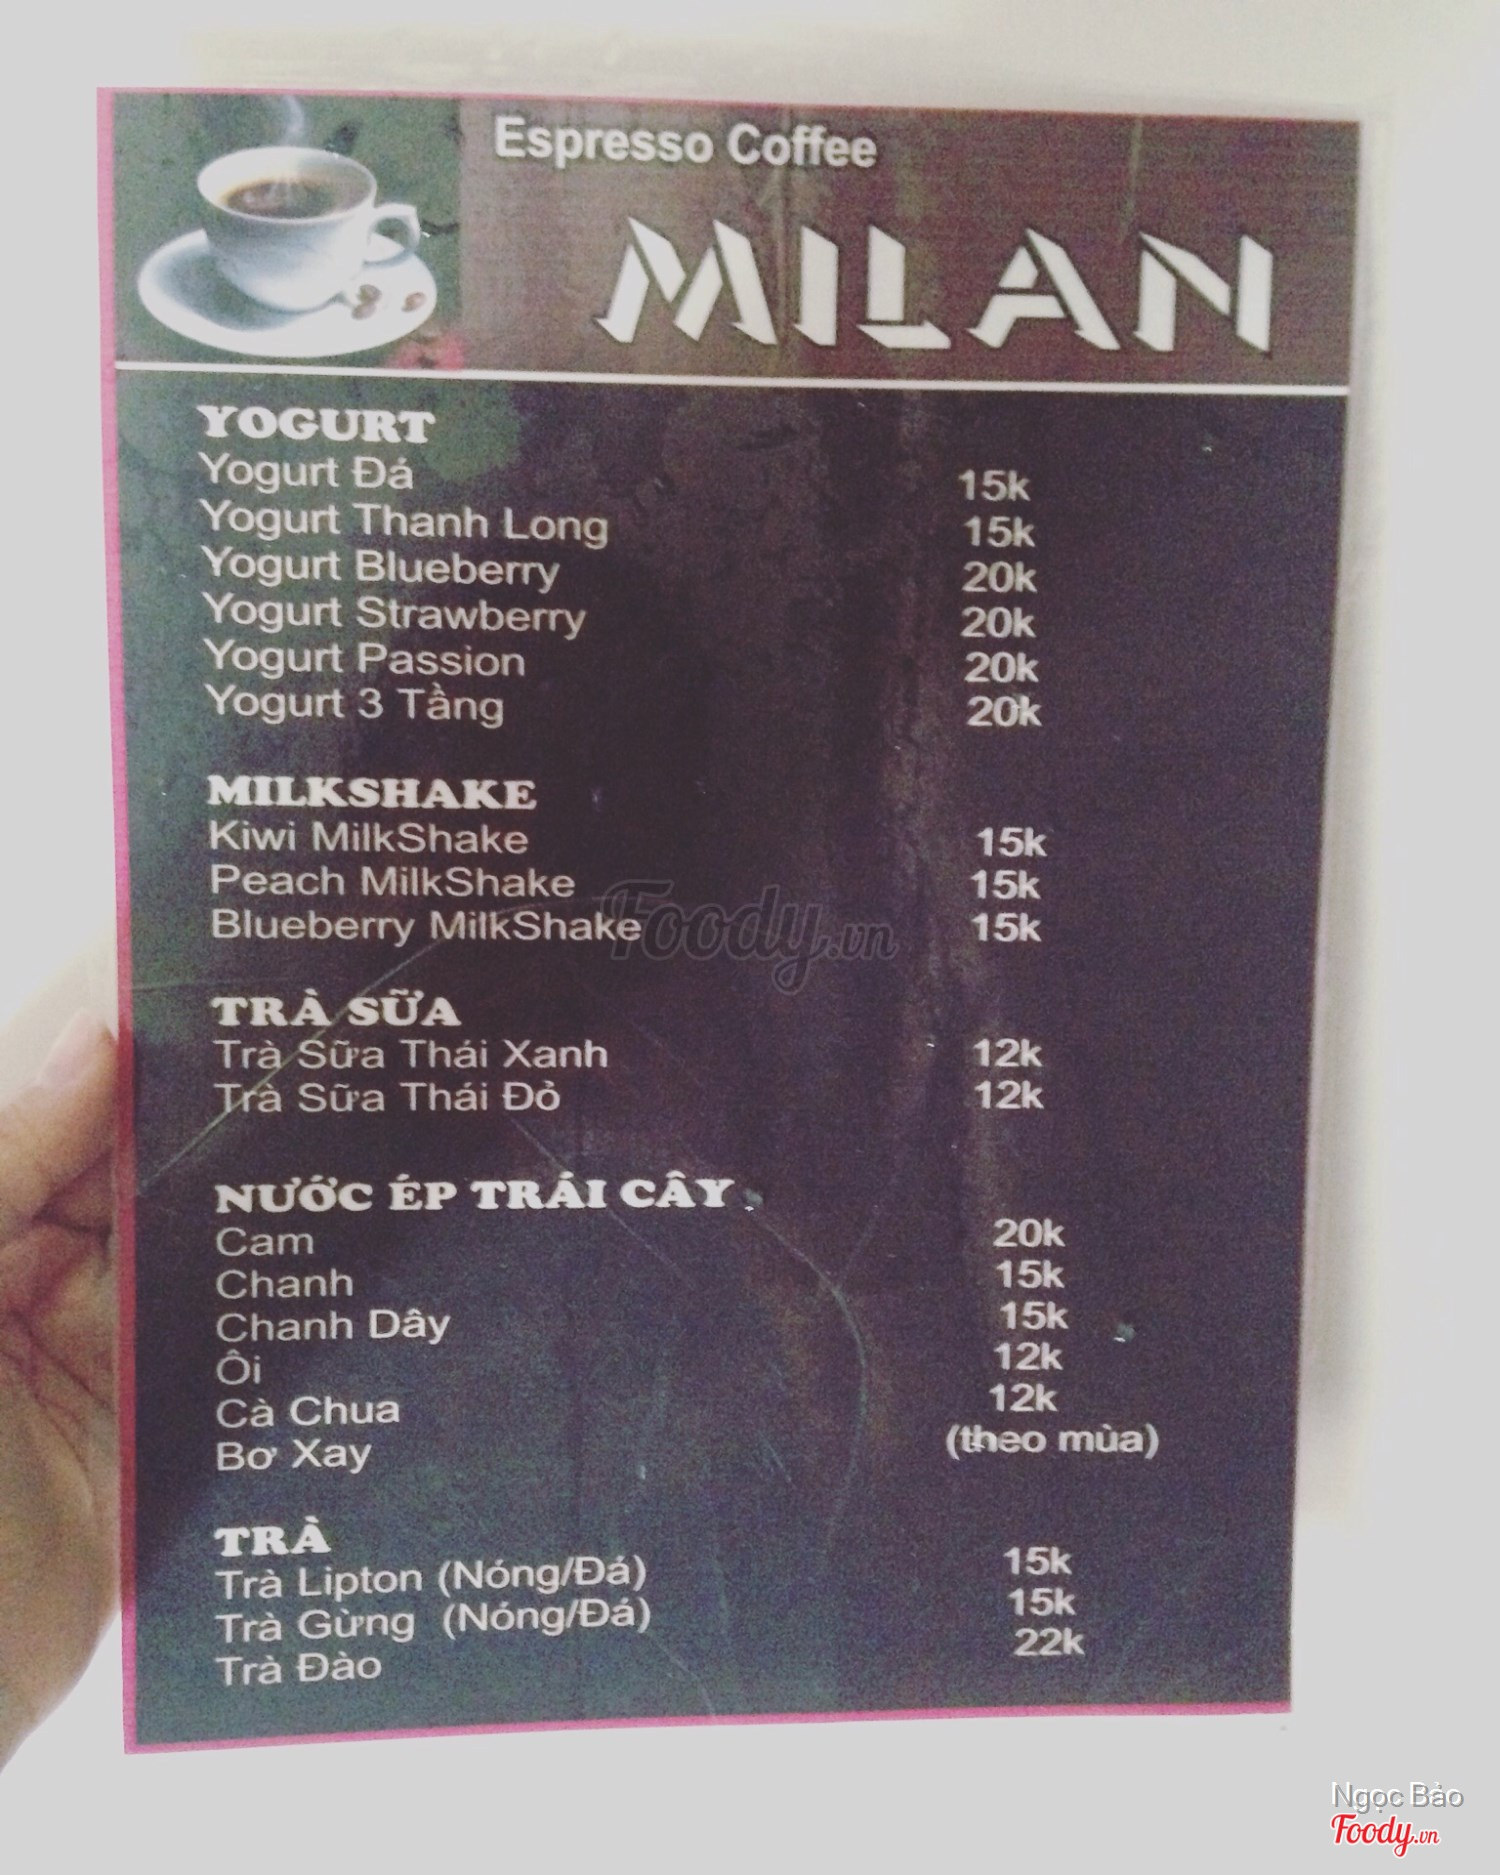 Espresso Coffee
MILAN
YOGURT
Yogurt Đá 15k
Yogurt Thanh Long 15k
Yogurt Blueberry 20k
Yogurt Strawberry 20k
Yogurt Passion 20k
Yogurt 3 Tầng 20k
MILKSHAKE
Kiwi MilkShake 15k
Peach MilkShake 15k
Blueberry MilkShake 15k
Foody.vn
TRÀ SỮA
Trà Sữa Thái Xanh 12k
Trà Sữa Thái Đỏ 12k
NƯỚC ÉP TRÁI CÂY
Cam 20k
Chanh 15k
Chanh Dây 15k
Ôi 12k
Cà Chua 12k
Bơ Xay (theo mùa)
TRÀ
Trà Lipton (Nóng/Đá) 15k
Trà Gừng (Nóng/Đá) 15k
Trà Đào 22k
Ngọc Bảo
Foody.vn